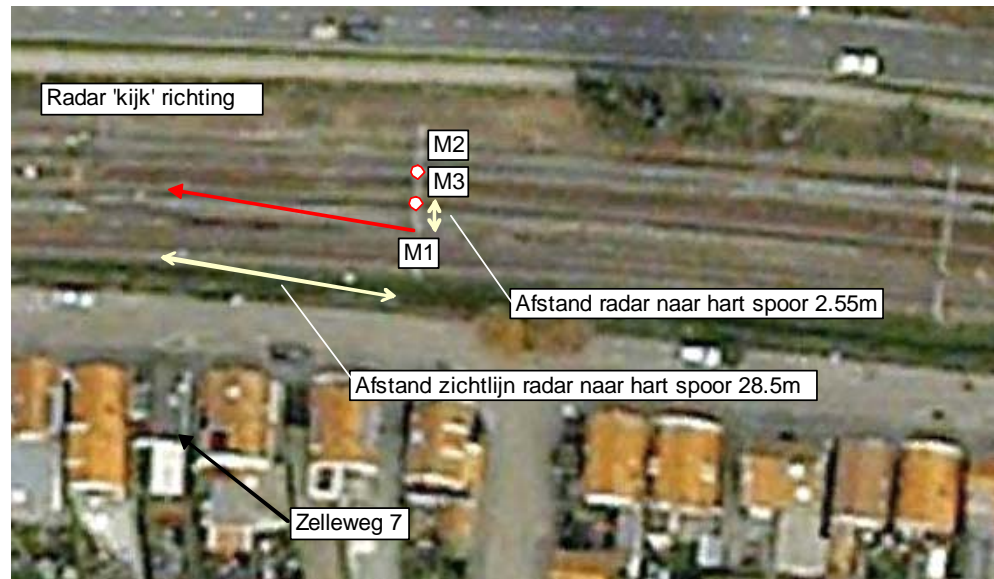 Radar 'kijk' richting
M2
M3
M1
Afstand radar naar hart spoor 2.55m
Afstand zichtlijn radar naar hart spoor 28.5m
Zelleweg 7